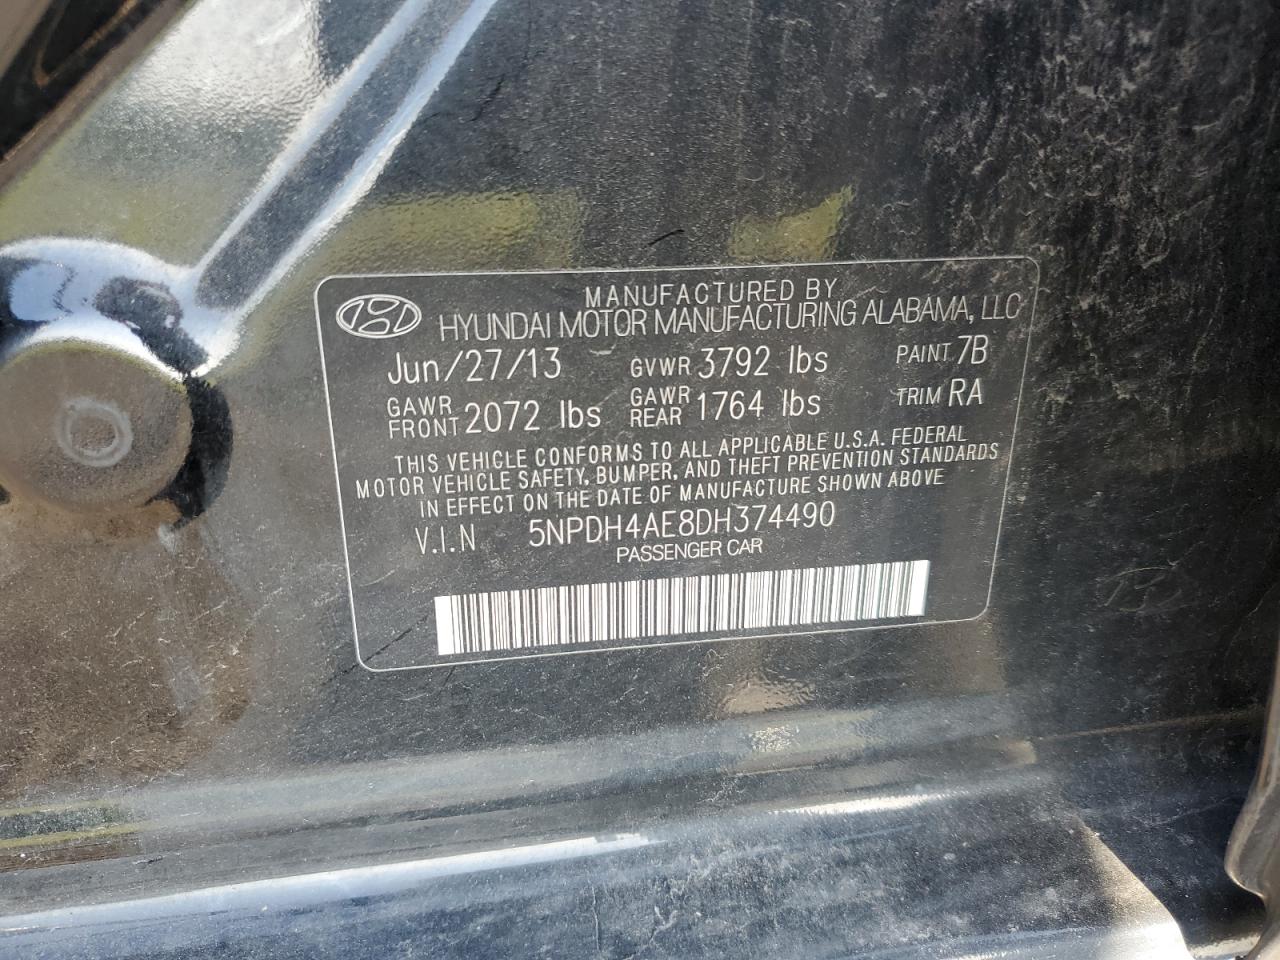 MANUFACTURED BY
HYUNDAI MOTOR MANUFACTURING ALABAMA, LLC
Jun/27/13 GVWR 3792 lbs PAINT 7B
GAWR FRONT 2072 lbs GAWR REAR 1764 lbs TRIM RA
THIS VEHICLE CONFORMS TO ALL APPLICABLE U.S.A. FEDERAL
MOTOR VEHICLE SAFETY, BUMPER, AND THEFT PREVENTION STANDARDS
IN EFFECT ON THE DATE OF MANUFACTURE SHOWN ABOVE
V.I.N 5NPDH4AE8DH374490
PASSENGER CAR